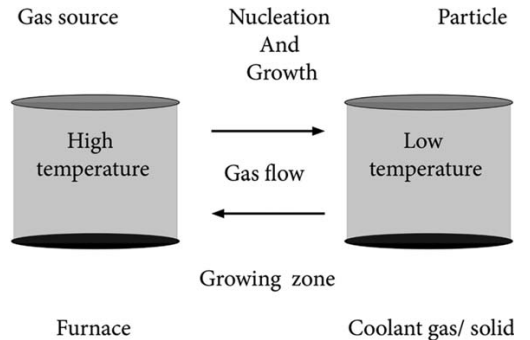 Gas source
Nucleation
And
Growth
Particle
High
temperature
Gas flow
Low
temperature
Growing zone
Furnace
Coolant gas/ solid